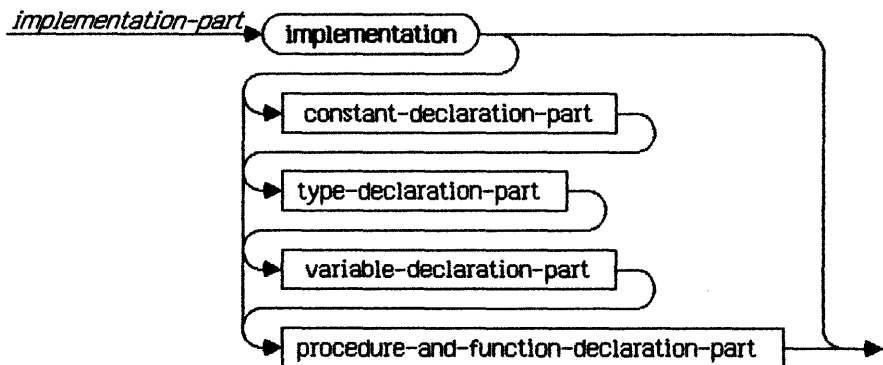 implementation-part
implementation
constant-declaration-part
type-declaration-part
variable-declaration-part
procedure-and-function-declaration-part